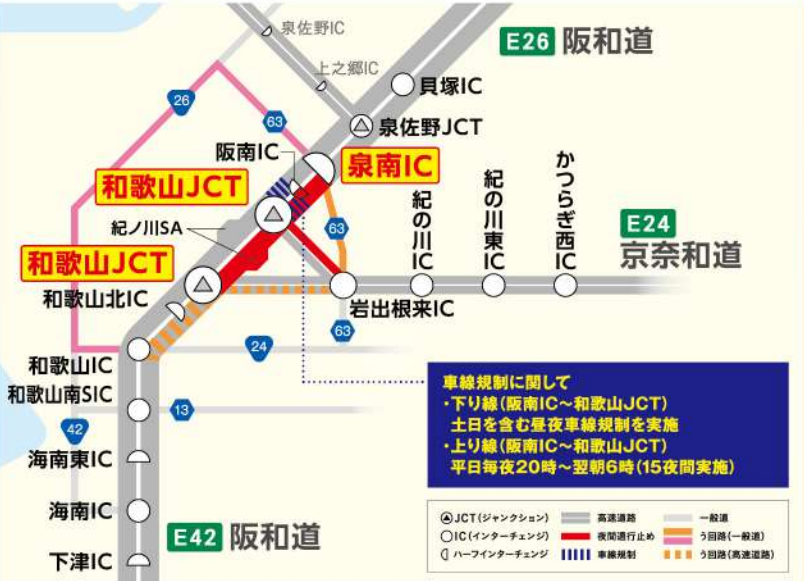 泉佐野IC
E26 阪和道
上之郷IC
貝塚IC
26
63
泉佐野JCT
阪南IC
泉南IC
和歌山JCT
紀ノ川SA
63
紀の川IC
紀の川東IC
かつらぎ西IC
E24
京奈和道
和歌山JCT
和歌山北IC
岩出根来IC
63
24
和歌山IC
和歌山南SIC
13
42
海南東IC
海南IC
E42 阪和道
下津IC
車線規制に関して
・下り線(阪南IC～和歌山JCT)
土日を含む昼夜車線規制を実施
・上り線(阪南IC～和歌山JCT)
平日毎夜20時～翌朝6時(15夜間実施)
JCT(ジャンクション) 高速道路 一般道
IC(インターチェンジ) 夜間通行止め う回路(一般道)
ハーフインターチェンジ 車線規制 う回路(高速道路)